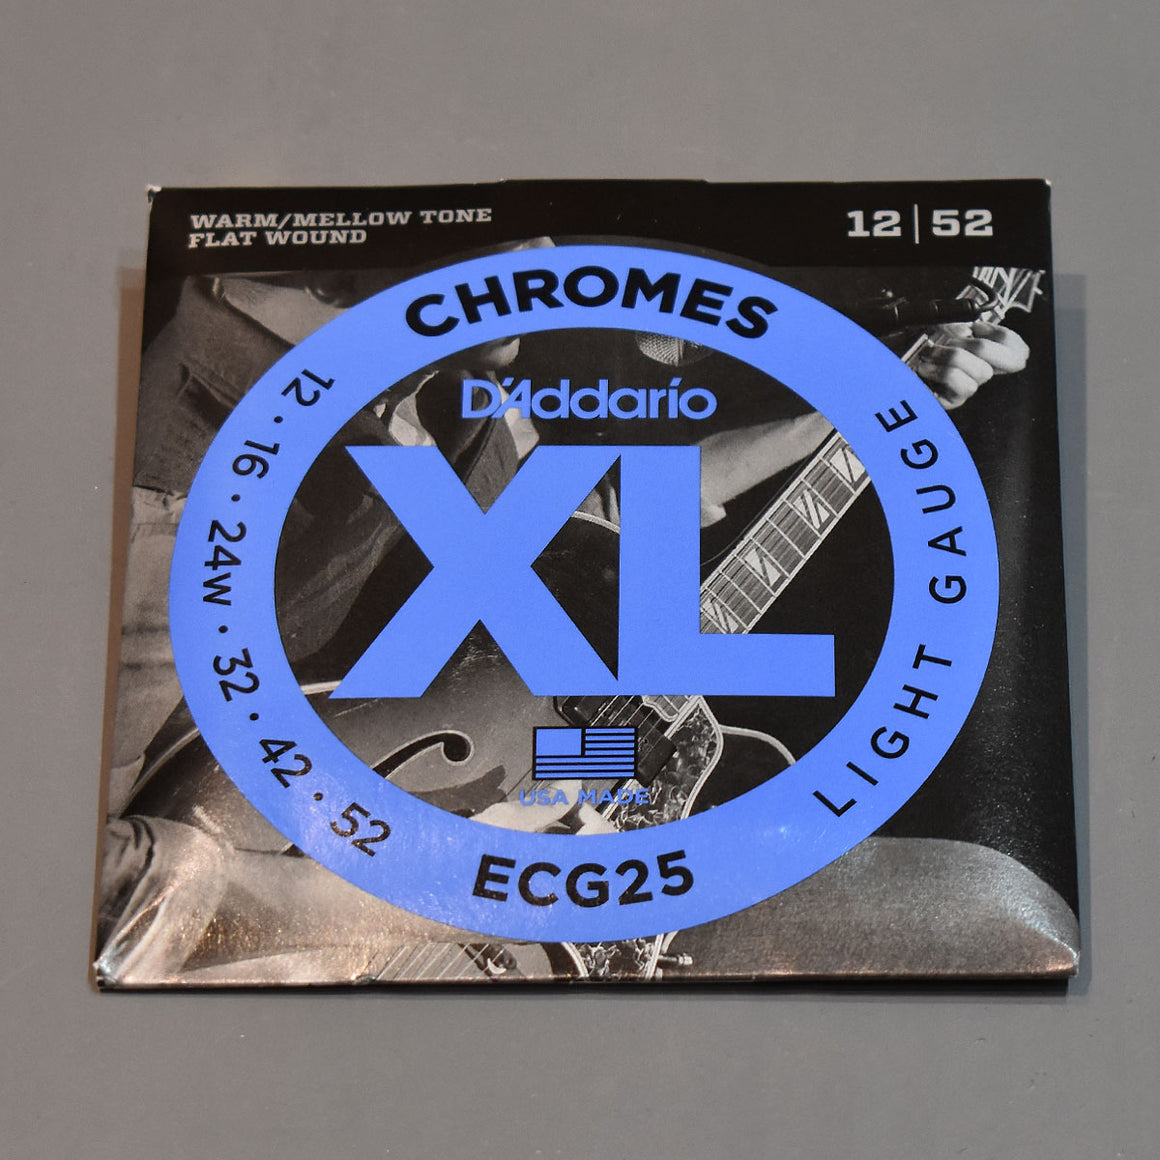 WARM/MELLOW TONE
FLAT WOUND
12|52
CHROMES
D'Addario
XL
USA MADE
12 • 16 • 24W • 32 • 42 • 52
LIGHT GAUGE
ECG25